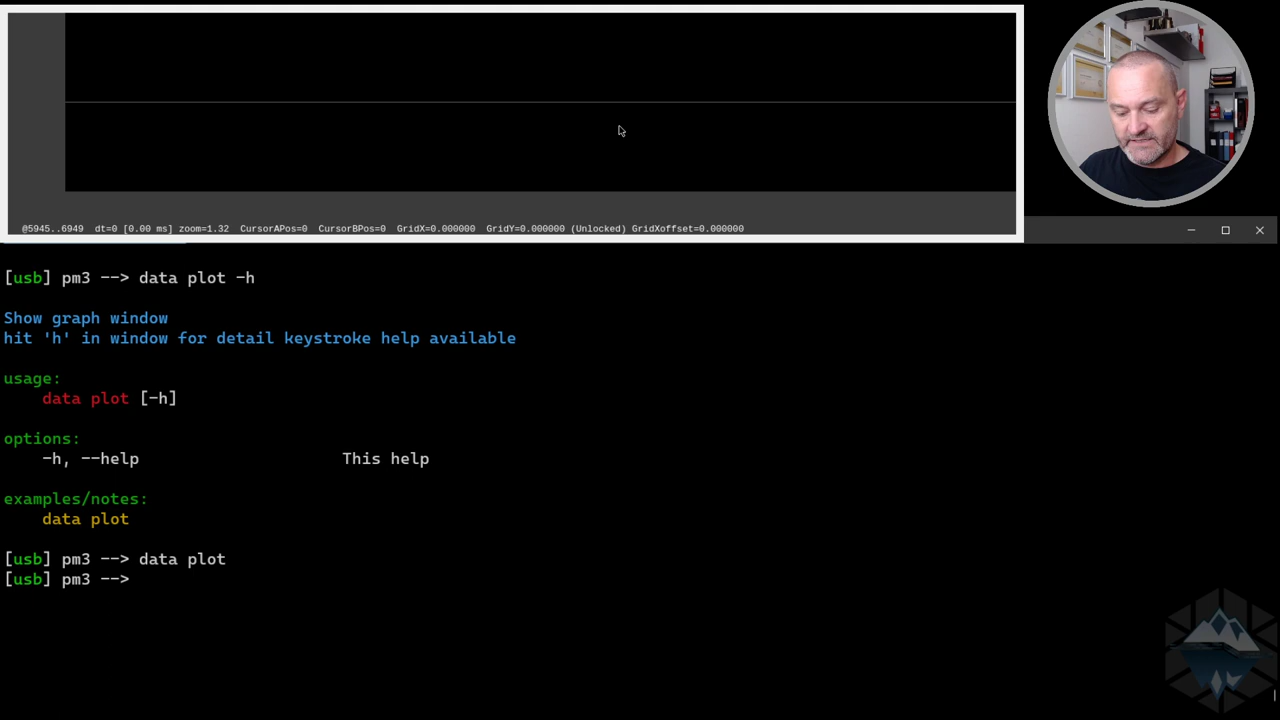 @5945..6949  dt=0 [0.00 ms] zoom=1.32  CursorAPos=0  CursorBPos=0  GridX=0.000000  GridY=0.000000 (Unlocked) GridXoffset=0.000000
[usb] pm3 --> data plot -h
Show graph window
hit 'h' in window for detail keystroke help available
usage:
    data plot [-h]
options:
    -h, --help                     This help
examples/notes:
    data plot
[usb] pm3 --> data plot
[usb] pm3 -->